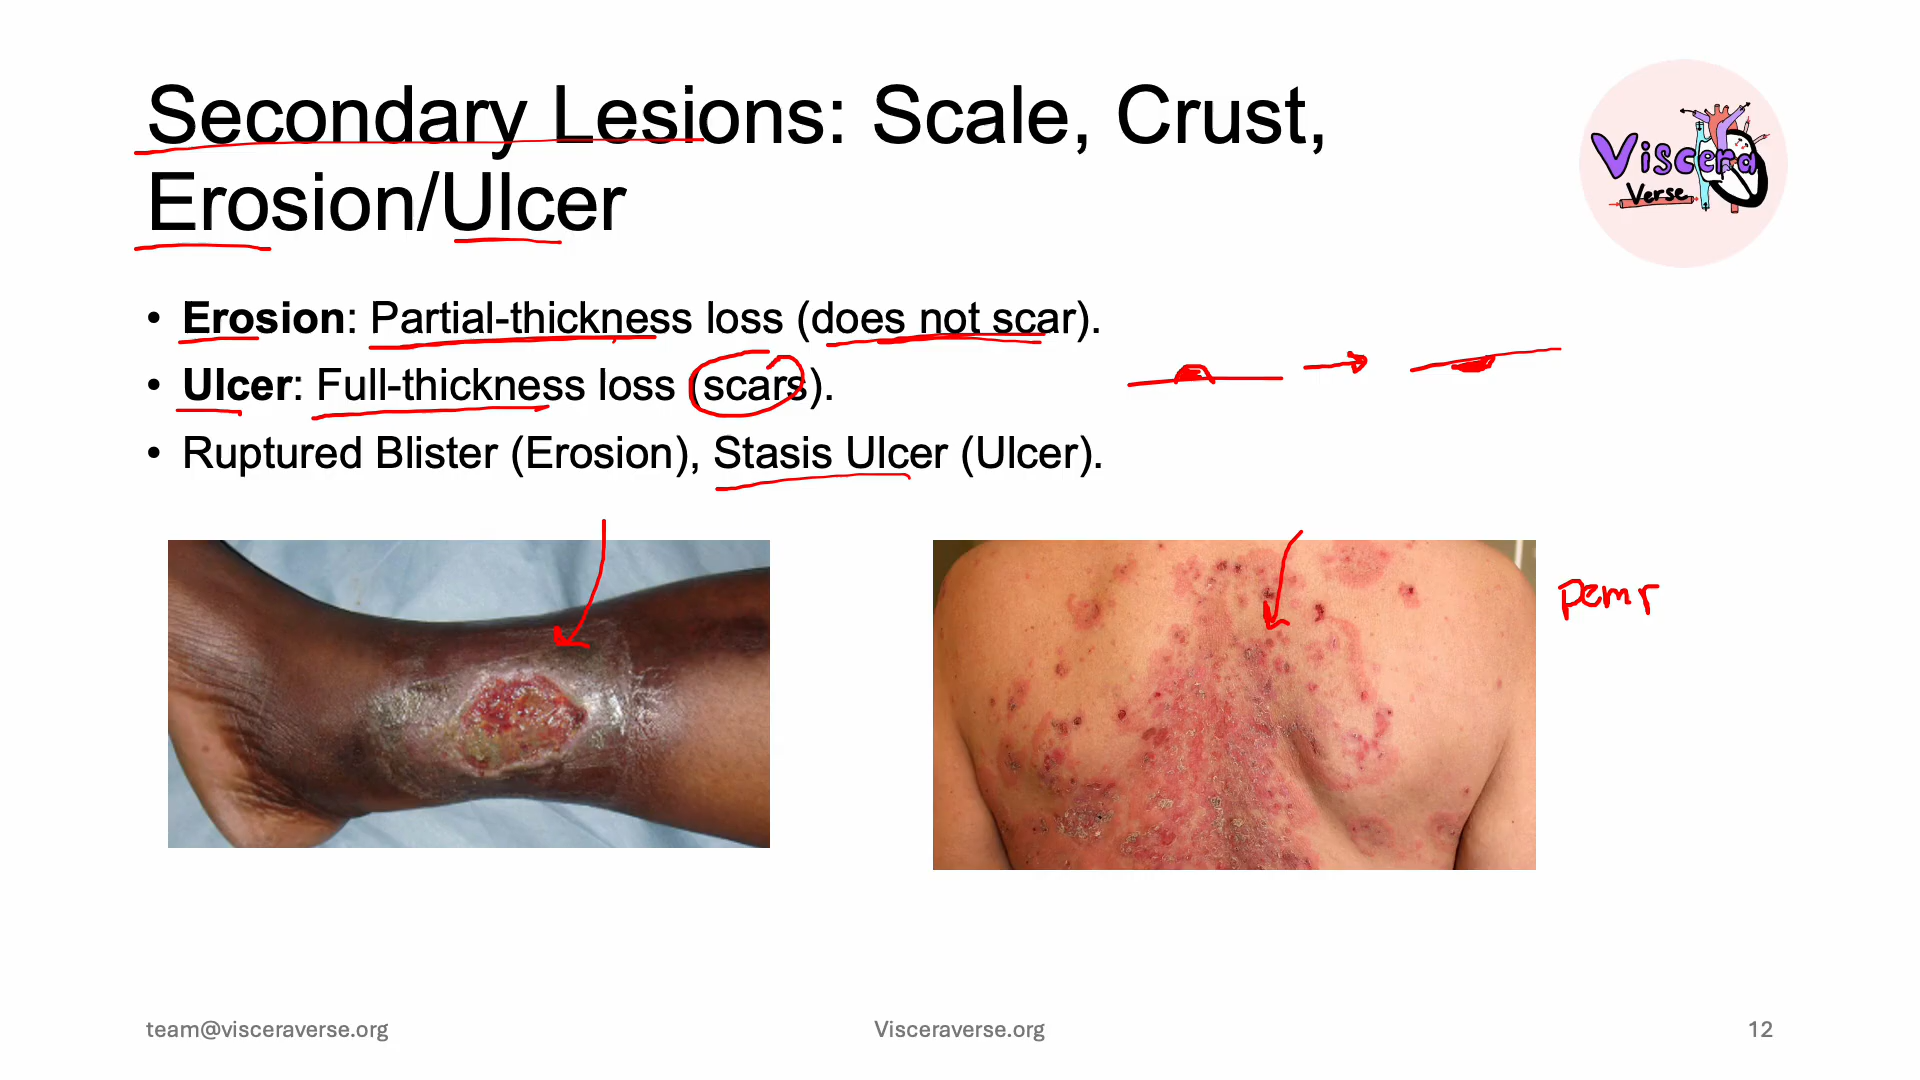 Secondary Lesions: Scale, Crust,
Erosion/Ulcer
Viscera
Verse
• Erosion: Partial-thickness loss (does not scar).
• Ulcer: Full-thickness loss (scars).
• Ruptured Blister (Erosion), Stasis Ulcer (Ulcer).
pemr
team@visceraverse.org
Visceraverse.org
12